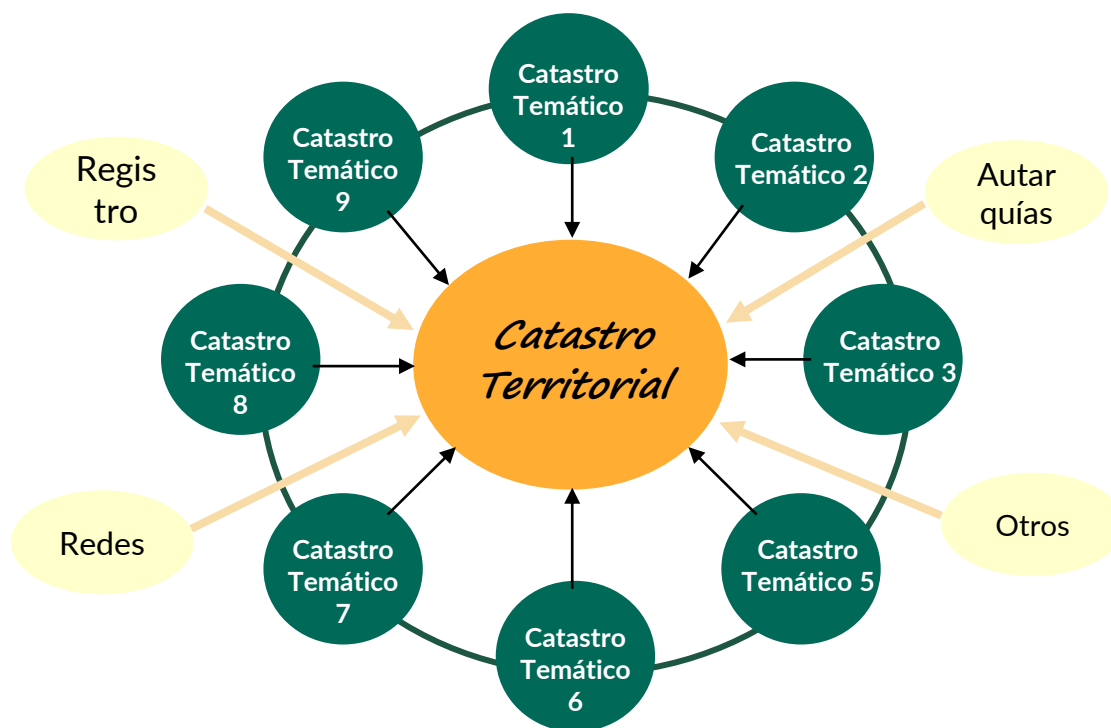 Catastro
Temático
1
Catastro
Temático
9
Catastro
Temático 2
Regis
tro
Autar
quías
Catastro
Territorial
Catastro
Temático
8
Catastro
Temático 3
Redes
Otros
Catastro
Temático
7
Catastro
Temático 5
Catastro
Temático
6